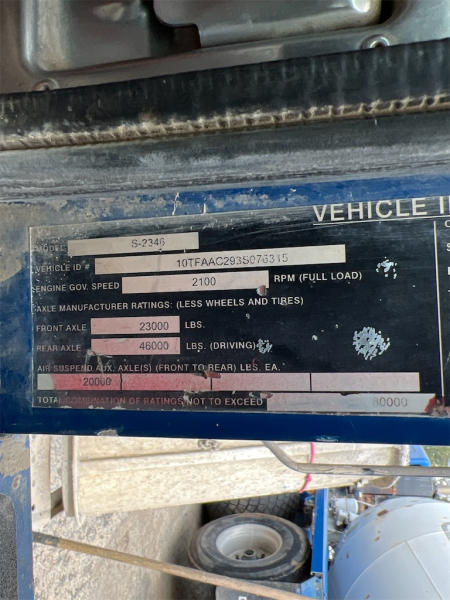 VEHICLE I
MODEL S-2346
VEHICLE ID # 10TFAAC293S076315
ENGINE GOV. SPEED 2100 RPM (FULL LOAD)
AXLE MANUFACTURER RATINGS: (LESS WHEELS AND TIRES)
FRONT AXLE 23000 LBS.
REAR AXLE 46000 LBS. (DRIVING)
AIR SUSPEND AUX. AXLE(S) (FRONT TO REAR) LBS. EA.
20000
TOTAL COMBINATION OF RATINGS NOT TO EXCEED 80000